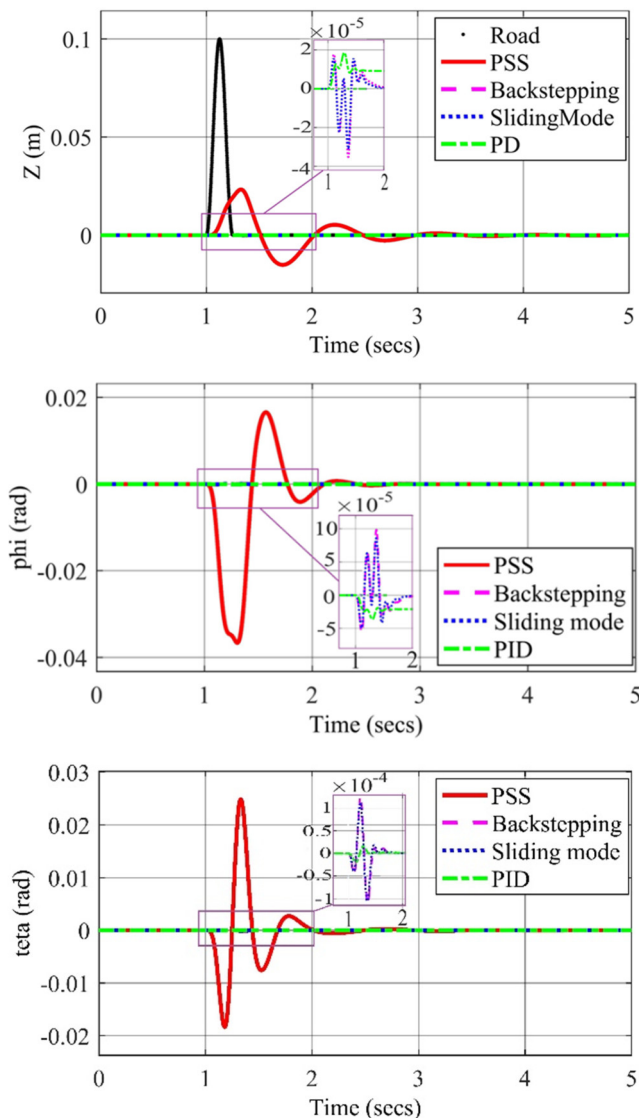 ×10⁻⁵
2
0
-2
-4
1 2
0.1
0.05
0
Z (m)
Road
PSS
Backstepping
SlidingMode
PD
0 1 2 3 4 5
Time (secs)
0.02
0
-0.02
-0.04
phi (rad)
×10⁻⁵
10
5
0
-5
1 2
PSS
Backstepping
Sliding mode
PID
0 1 2 3 4 5
Time (secs)
0.03
0.02
0.01
0
-0.01
-0.02
teta (rad)
×10⁻⁴
1
0.5
0
-0.5
-1
1 2
PSS
Backstepping
Sliding mode
PID
0 1 2 3 4 5
Time (secs)